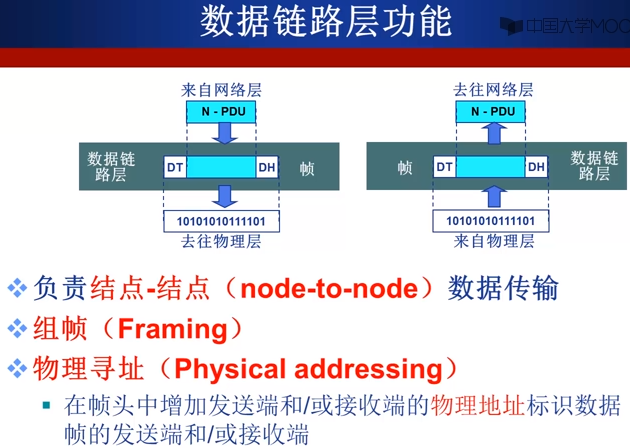 数据链路层功能
中国大学MOO
来自网络层
N - PDU
数据链
路层
DT
DH
帧
10101010111101
去往物理层
去往网络层
N - PDU
帧
DT
DH
数据链
路层
10101010111101
来自物理层
负责结点-结点（node-to-node）数据传输
组帧（Framing）
物理寻址（Physical addressing）
在帧头中增加发送端和/或接收端的物理地址标识数据
帧的发送端和/或接收端